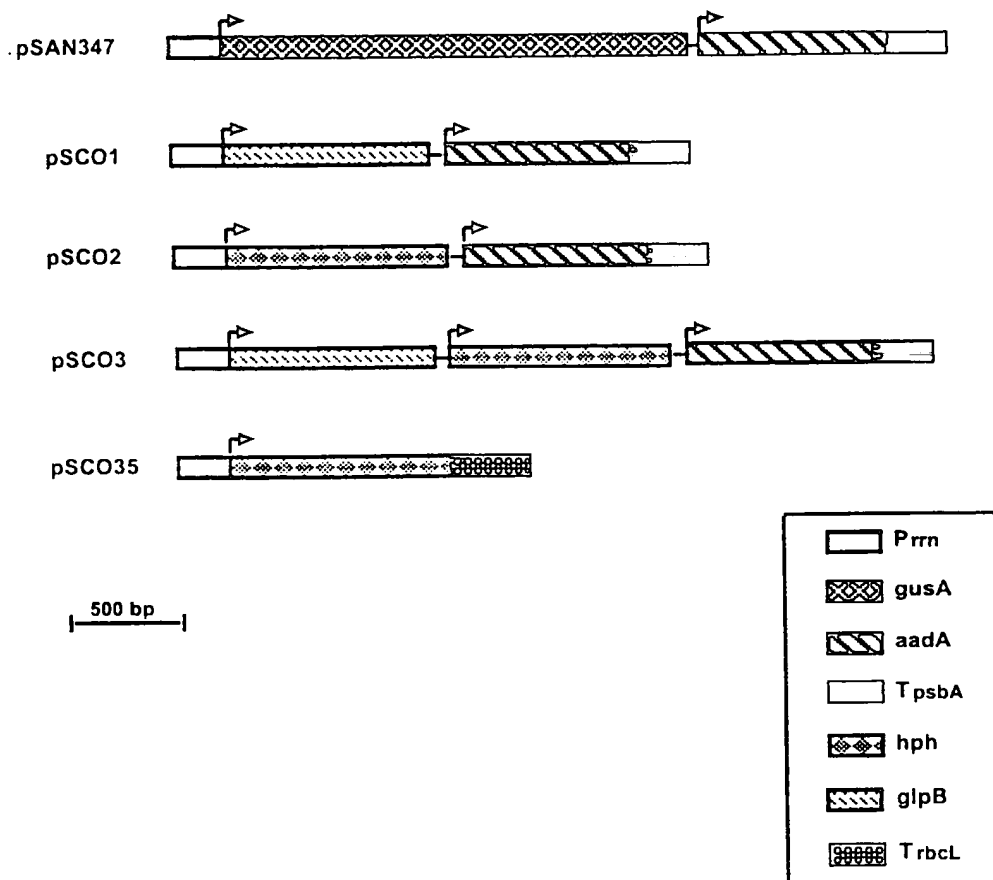 .pSAN347
pSCO1
pSCO2
pSCO3
pSCO35
500 bp
Prrn
gusA
aadA
TpsbA
hph
glpB
TrbcL